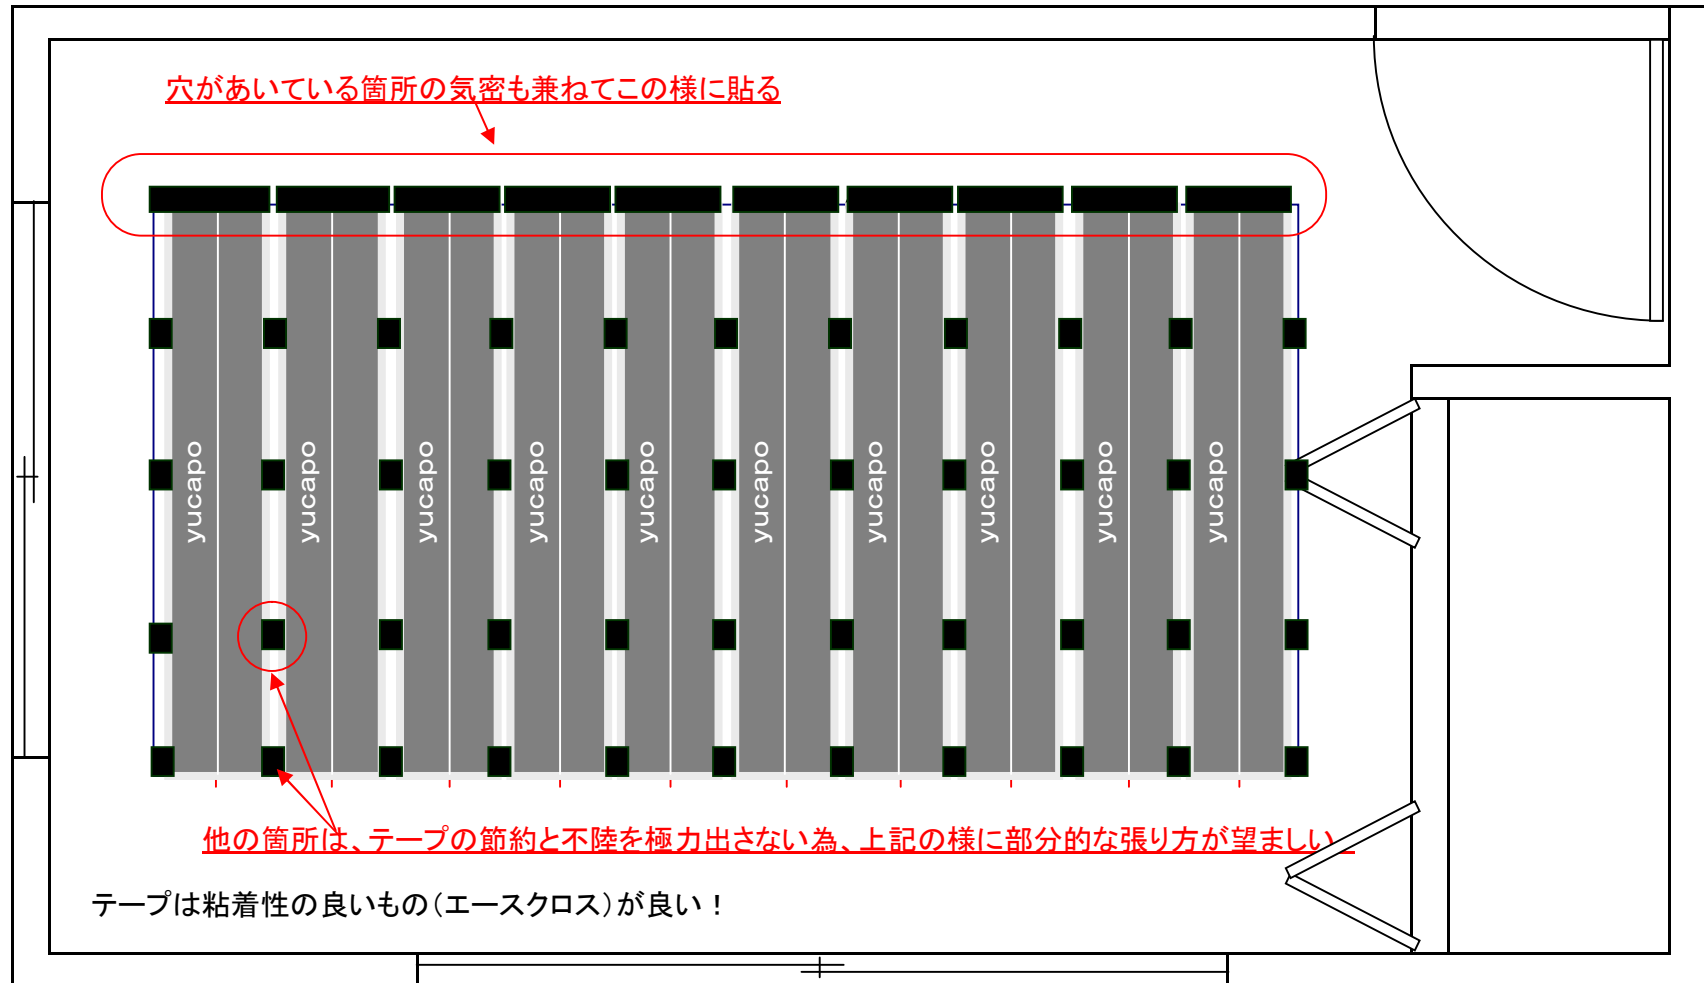 穴があいている箇所の気密も兼ねてこの様に貼る
yucapo
yucapo
yucapo
yucapo
yucapo
yucapo
yucapo
yucapo
yucapo
yucapo
他の箇所は、テープの節約と不陸を極力出さない為、上記の様に部分的な張り方が望ましい
テープは粘着性の良いもの（エースクロス）が良い！